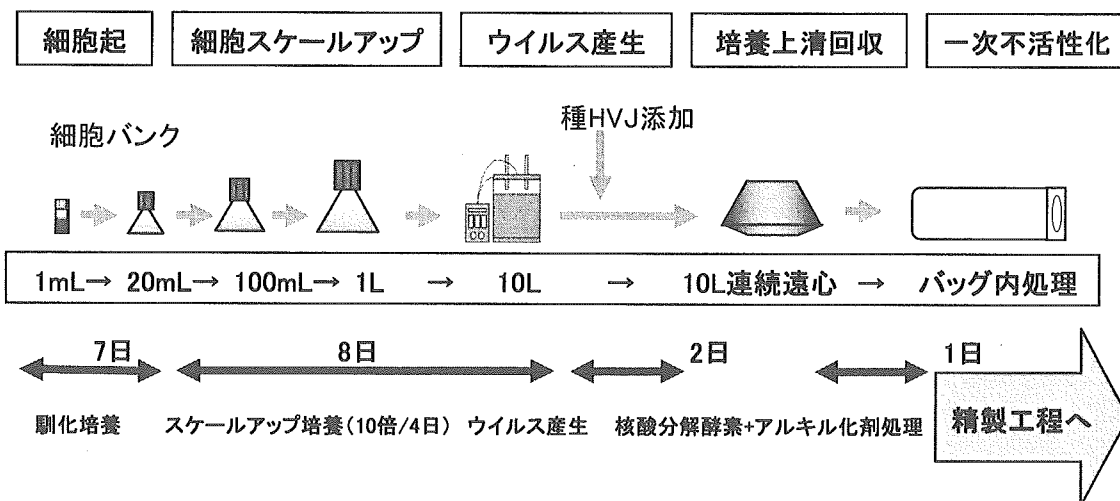 細胞起 細胞スケールアップ ウイルス産生 培養上清回収 一次不活性化
細胞バンク
種HVJ添加
1mL→ 20mL→ 100mL→ 1L → 10L → 10L連続遠心 → バッグ内処理
7日 8日 2日 1日
馴化培養 スケールアップ培養(10倍/4日) ウイルス産生 核酸分解酵素+アルキル化剤処理
精製工程へ